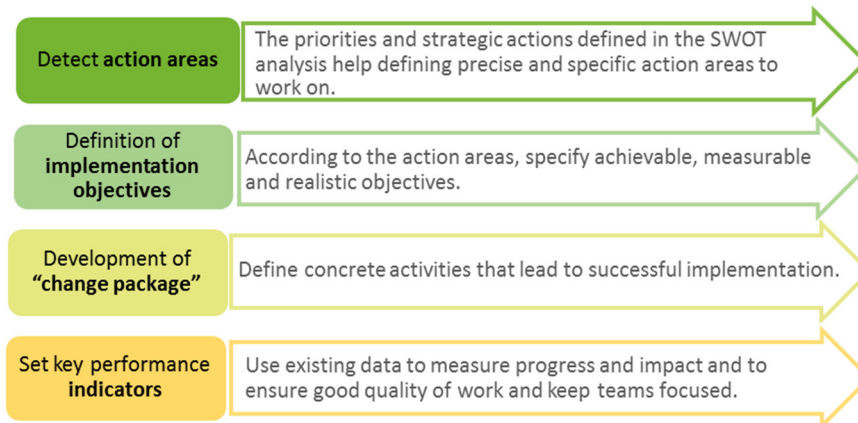 Detect action areas
The priorities and strategic actions defined in the SWOT
analysis help defining precise and specific action areas to
work on.
Definition of
implementation
objectives
According to the action areas, specify achievable, measurable
and realistic objectives.
Development of
“change package”
Define concrete activities that lead to successful implementation.
Set key performance
indicators
Use existing data to measure progress and impact and to
ensure good quality of work and keep teams focused.